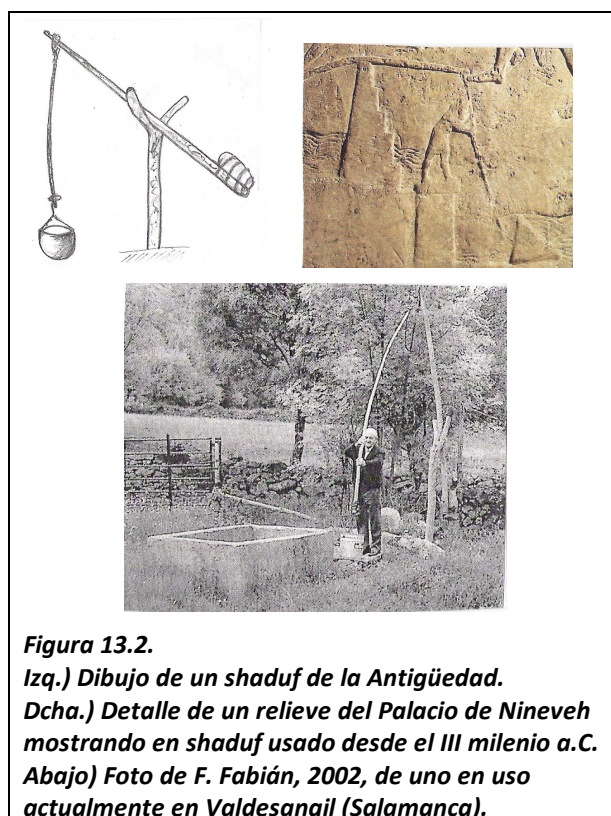 Figura 13.2.
Izq.) Dibujo de un shaduf de la Antigüedad.
Dcha.) Detalle de un relieve del Palacio de Nineveh
mostrando en shaduf usado desde el III milenio a.C.
Abajo) Foto de F. Fabián, 2002, de uno en uso
actualmente en Valdesangil (Salamanca).